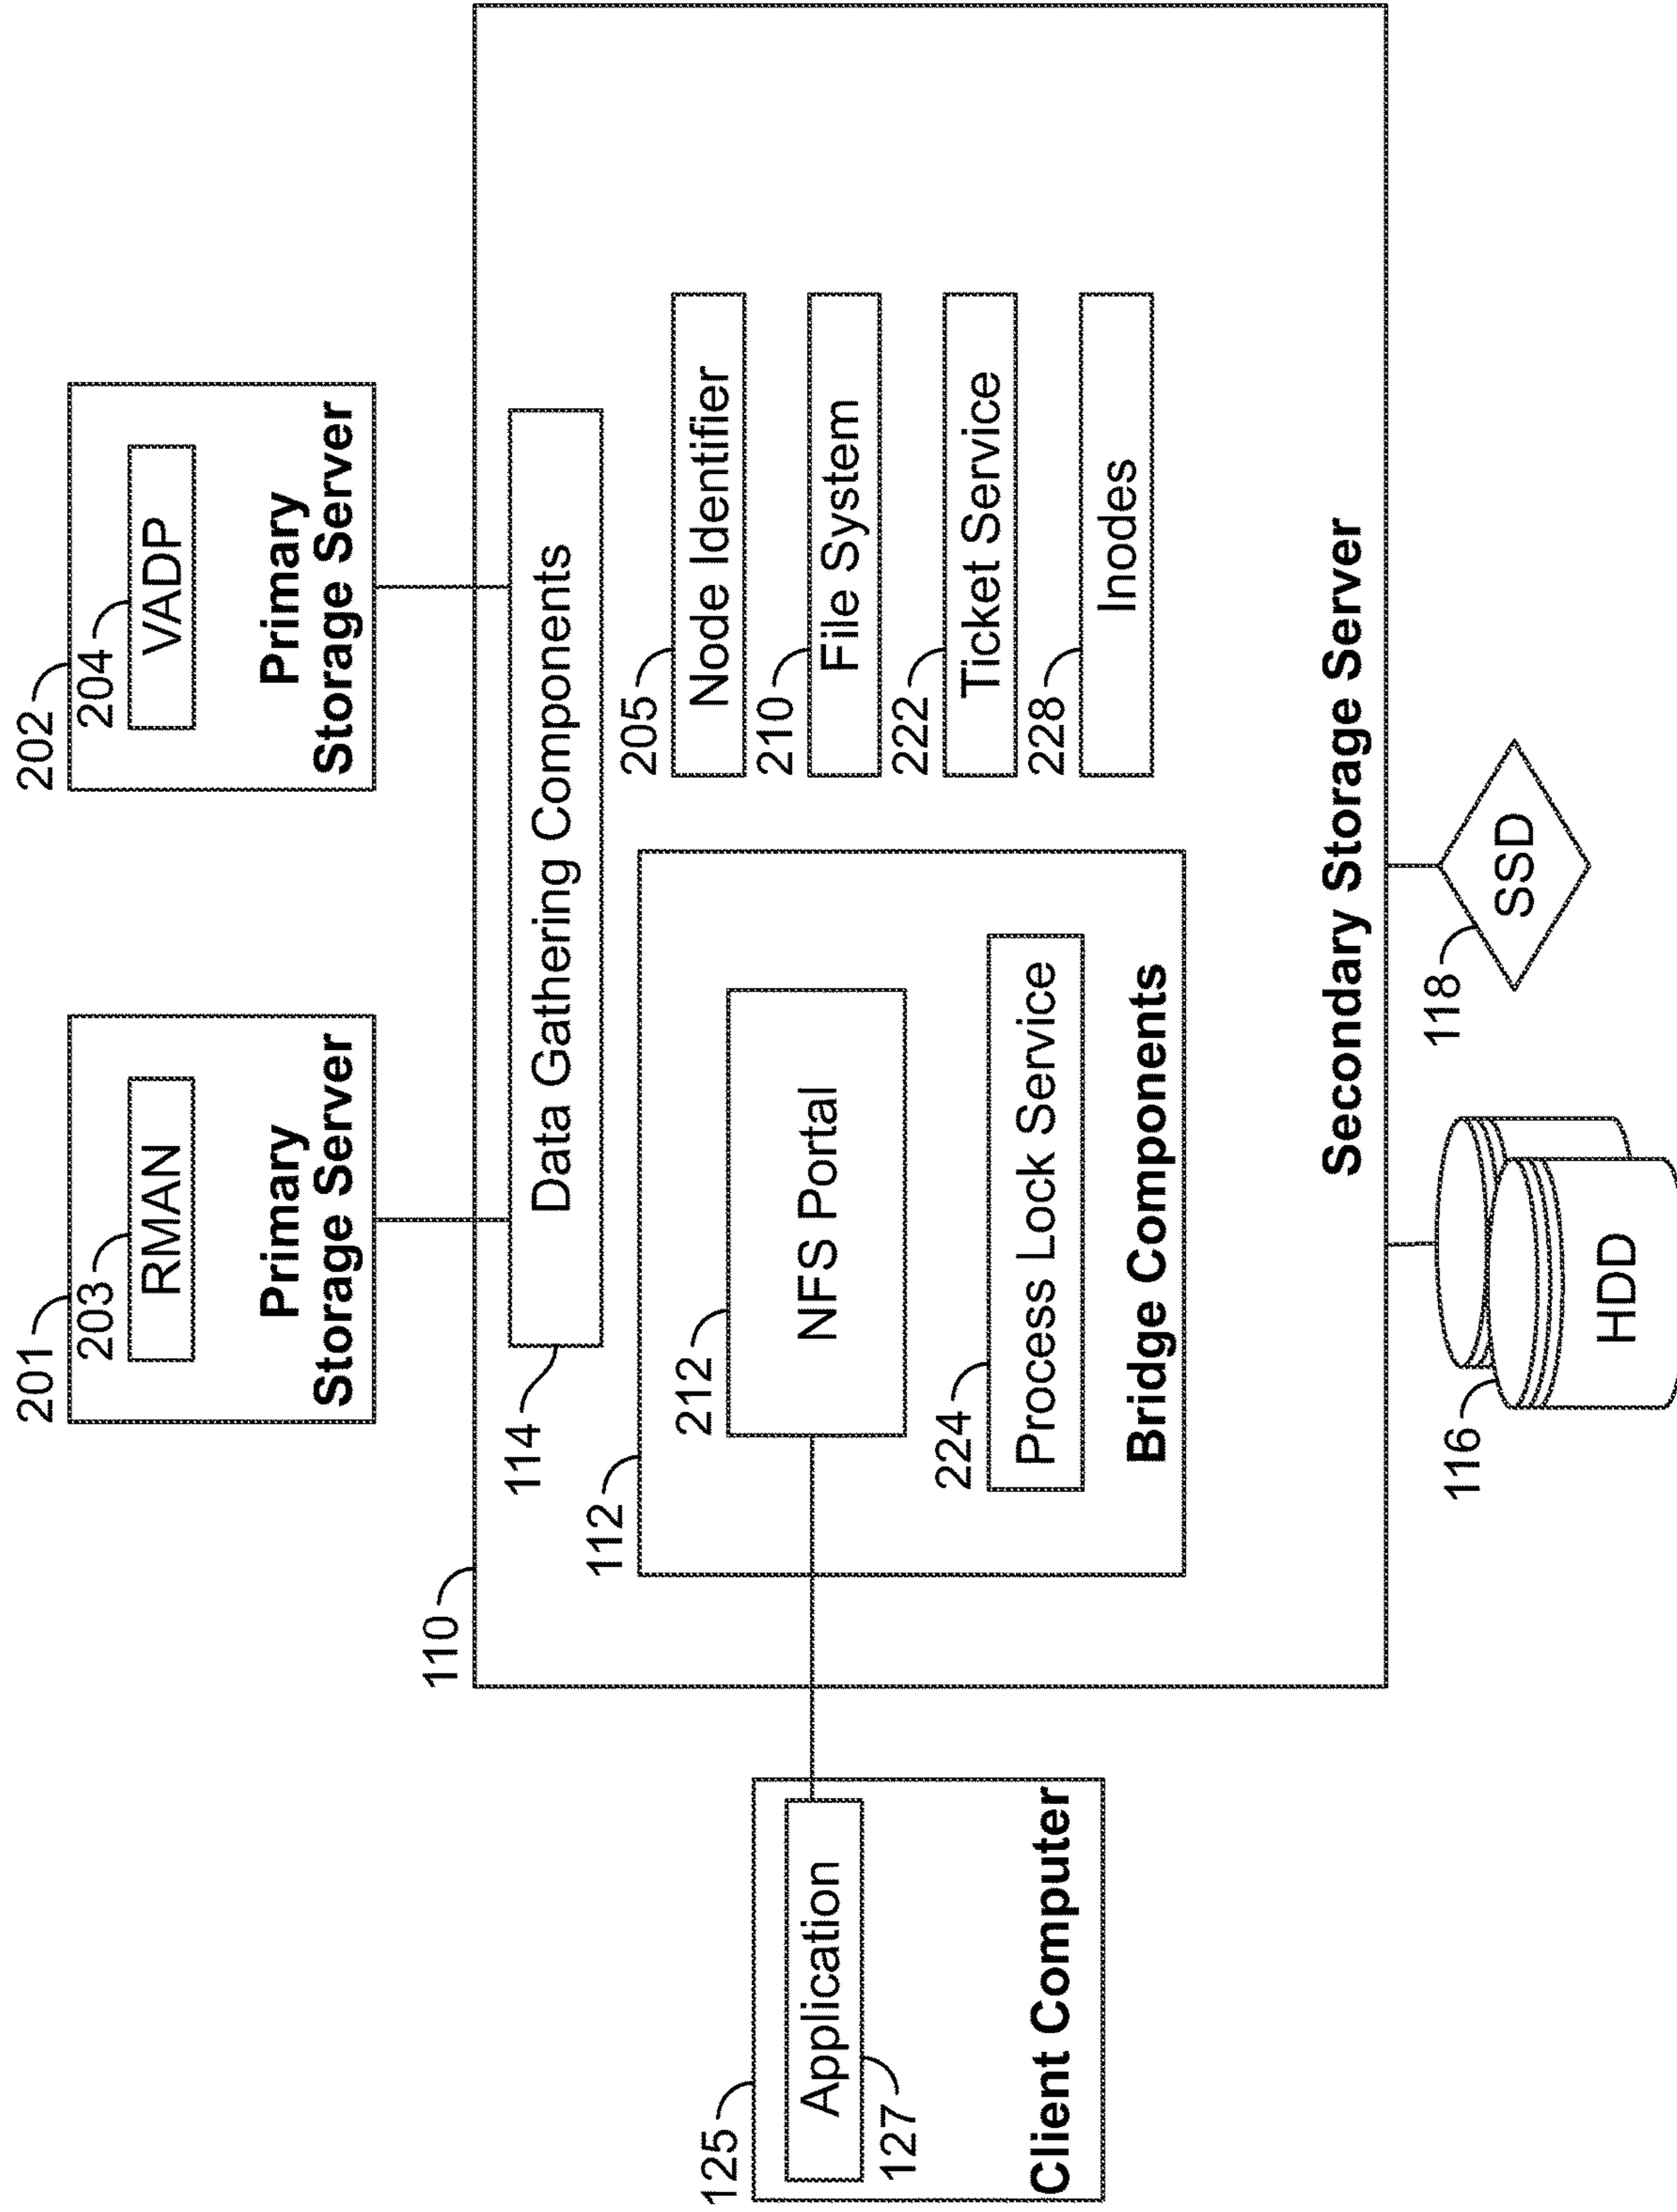 201
203
RMAN
Primary
Storage Server
202
204
VADP
Primary
Storage Server
110
114
Data Gathering Components
112
212
NFS Portal
224
Process Lock Service
Bridge Components
205
Node Identifier
210
File System
222
Ticket Service
228
Inodes
Secondary Storage Server
125
Application
127
Client Computer
116
HDD
118
SSD